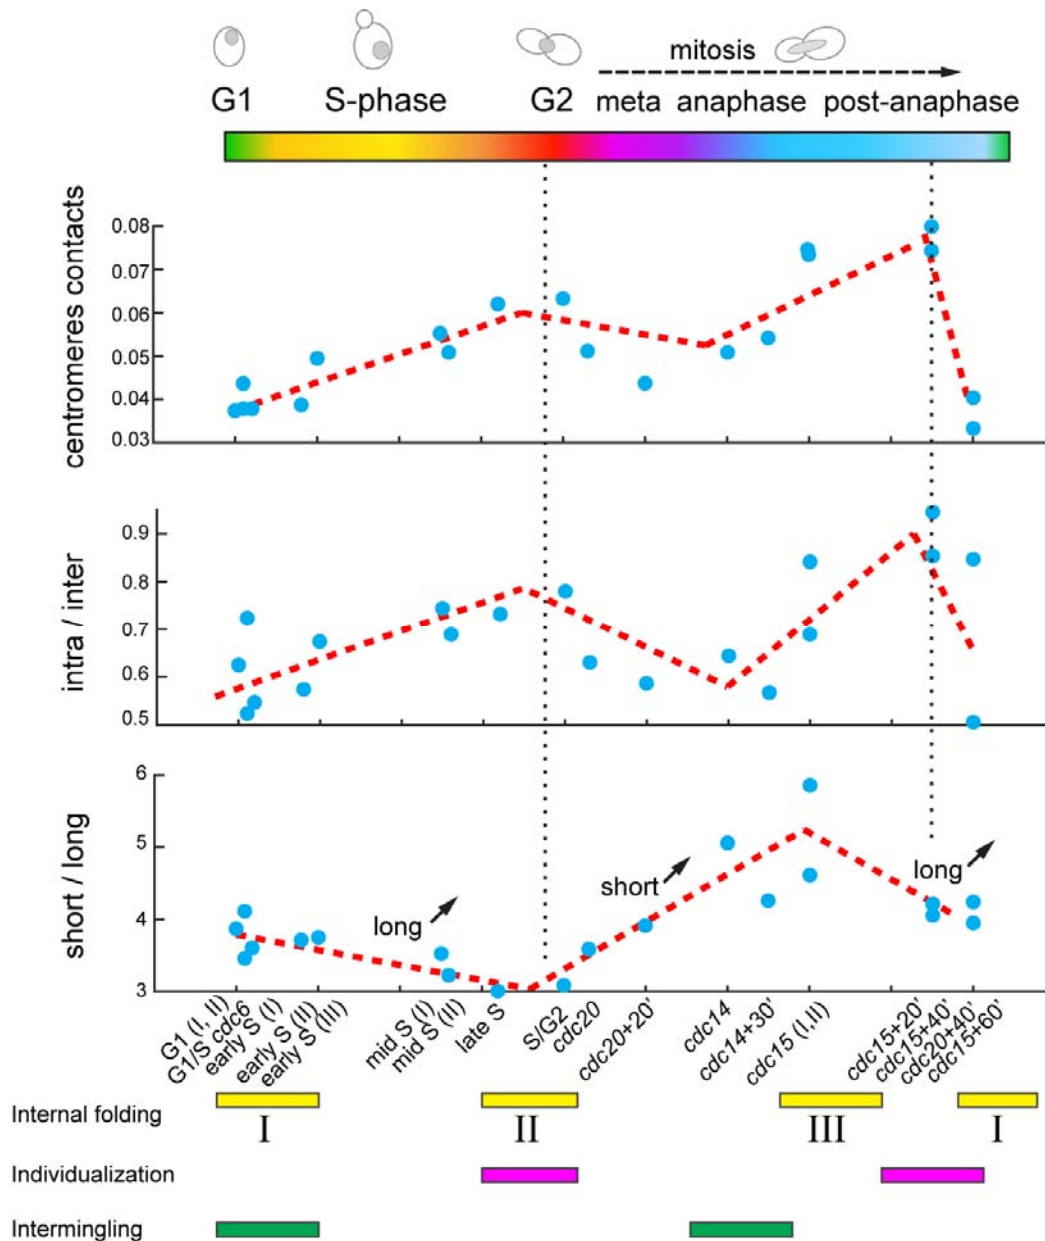 mitosis
G1 S-phase G2 meta anaphase post-anaphase
centromeres contacts
0.08
0.07
0.06
0.05
0.04
0.03
intra / inter
0.9
0.8
0.7
0.6
0.5
short / long
6
5
4
3
long
short
long
G1 (I, II)
G1/S cdc6
early S (I)
early S (II)
early S (III)
mid S (I)
mid S (II)
late S
S/G2
cdc20
cdc20+20'
cdc14
cdc14+30'
cdc15 (I,II)
cdc15+20'
cdc15+40'
cdc20+40'
cdc15+60'
Internal folding
I II III I
Individualization
Intermingling